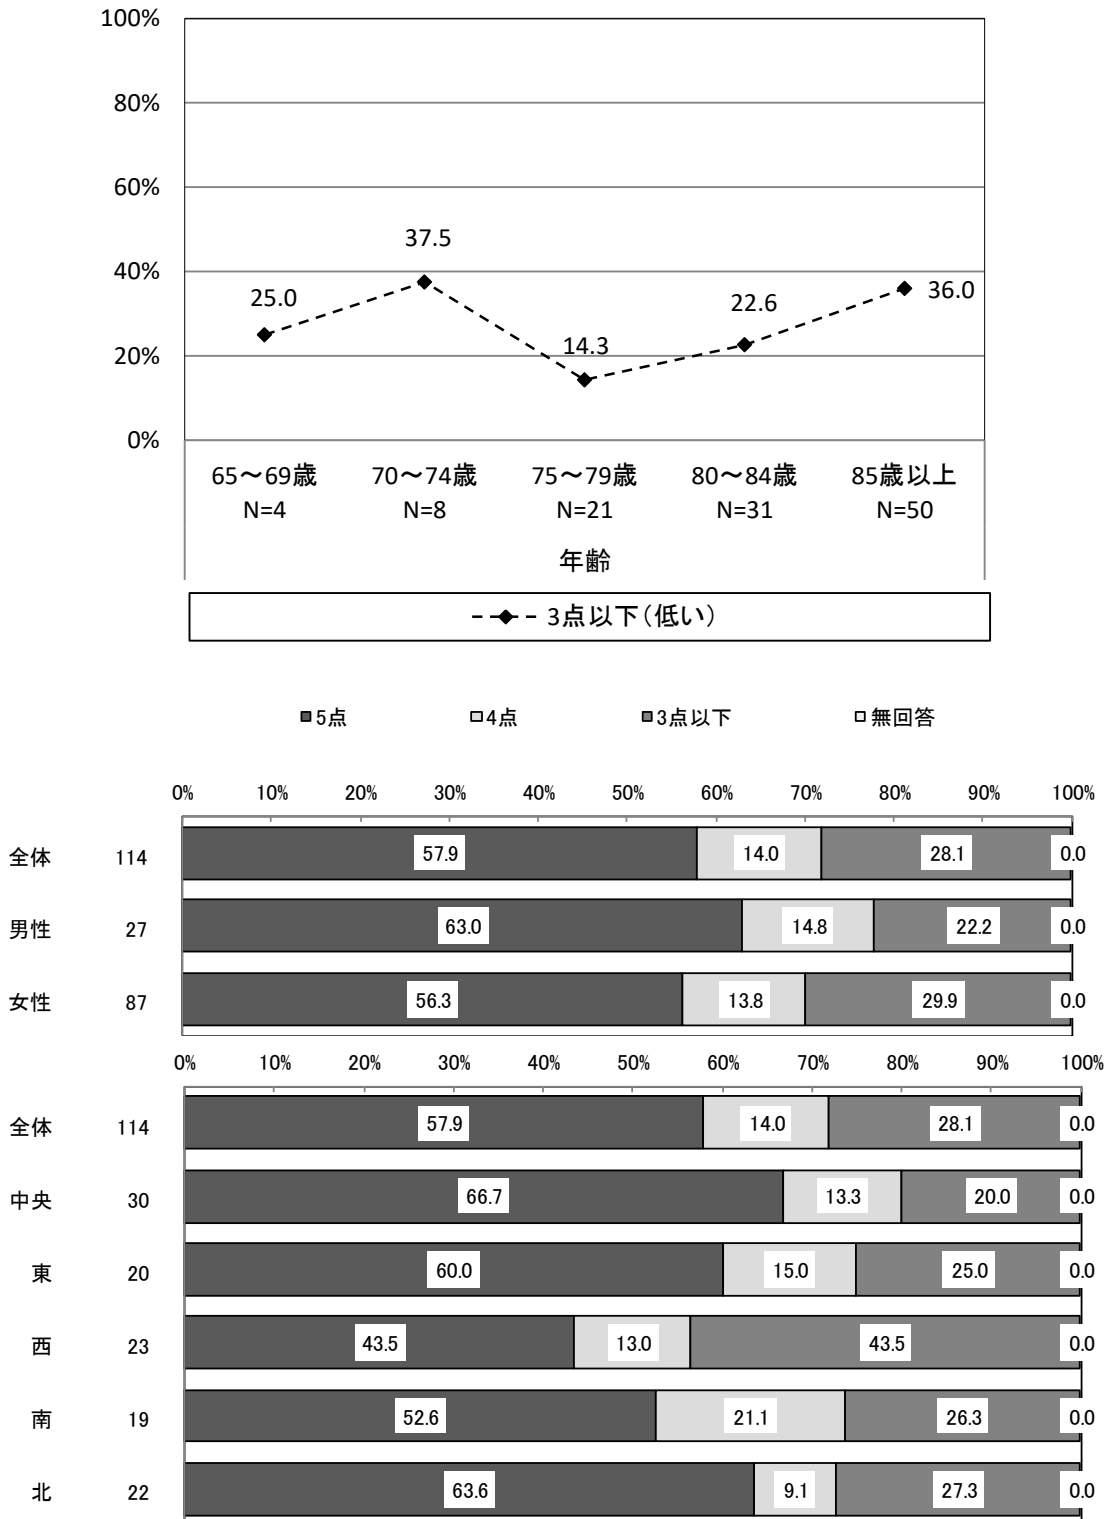 100%
80%
60%
40%
20%
0%
25.0
37.5
14.3
22.6
36.0
65～69歳 70～74歳 75～79歳 80～84歳 85歳以上
N=4 N=8 N=21 N=31 N=50
年齢
3点以下（低い）
5点 4点 3点以下 無回答
0% 10% 20% 30% 40% 50% 60% 70% 80% 90% 100%
全体 114 57.9 14.0 28.1 0.0
男性 27 63.0 14.8 22.2 0.0
女性 87 56.3 13.8 29.9 0.0
0% 10% 20% 30% 40% 50% 60% 70% 80% 90% 100%
全体 114 57.9 14.0 28.1 0.0
中央 30 66.7 13.3 20.0 0.0
東 20 60.0 15.0 25.0 0.0
西 23 43.5 13.0 43.5 0.0
南 19 52.6 21.1 26.3 0.0
北 22 63.6 9.1 27.3 0.0